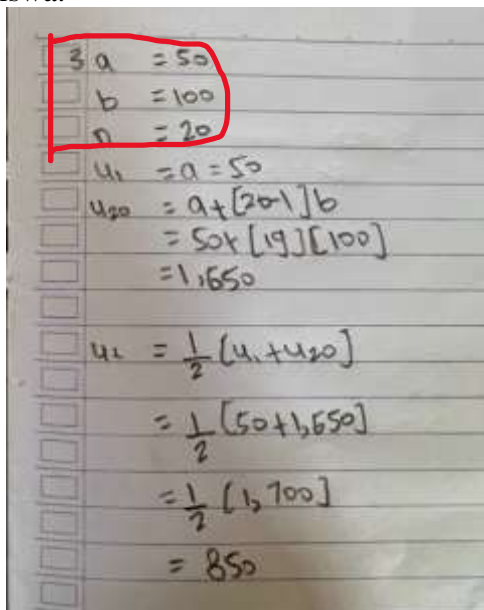 3 a = 50
b = 100
n = 20
u₁ = a = 50
u₂₀ = a+[20-1]b
= 50+[19][100]
=1,650
u₂ = 1/2 [u₁+u₂₀]
= 1/2 [50+1,650]
= 1/2 [1,700]
= 850